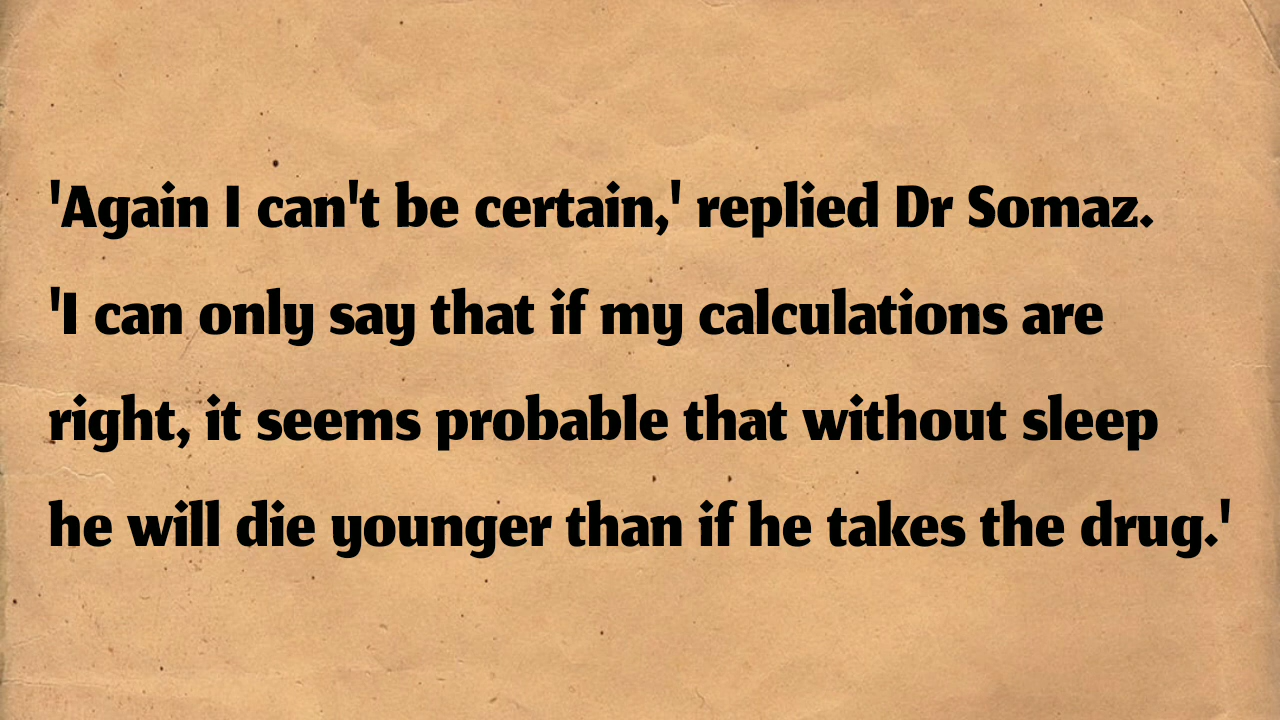 'Again I can't be certain,' replied Dr Somaz.
'I can only say that if my calculations are
right, it seems probable that without sleep
he will die younger than if he takes the drug.'